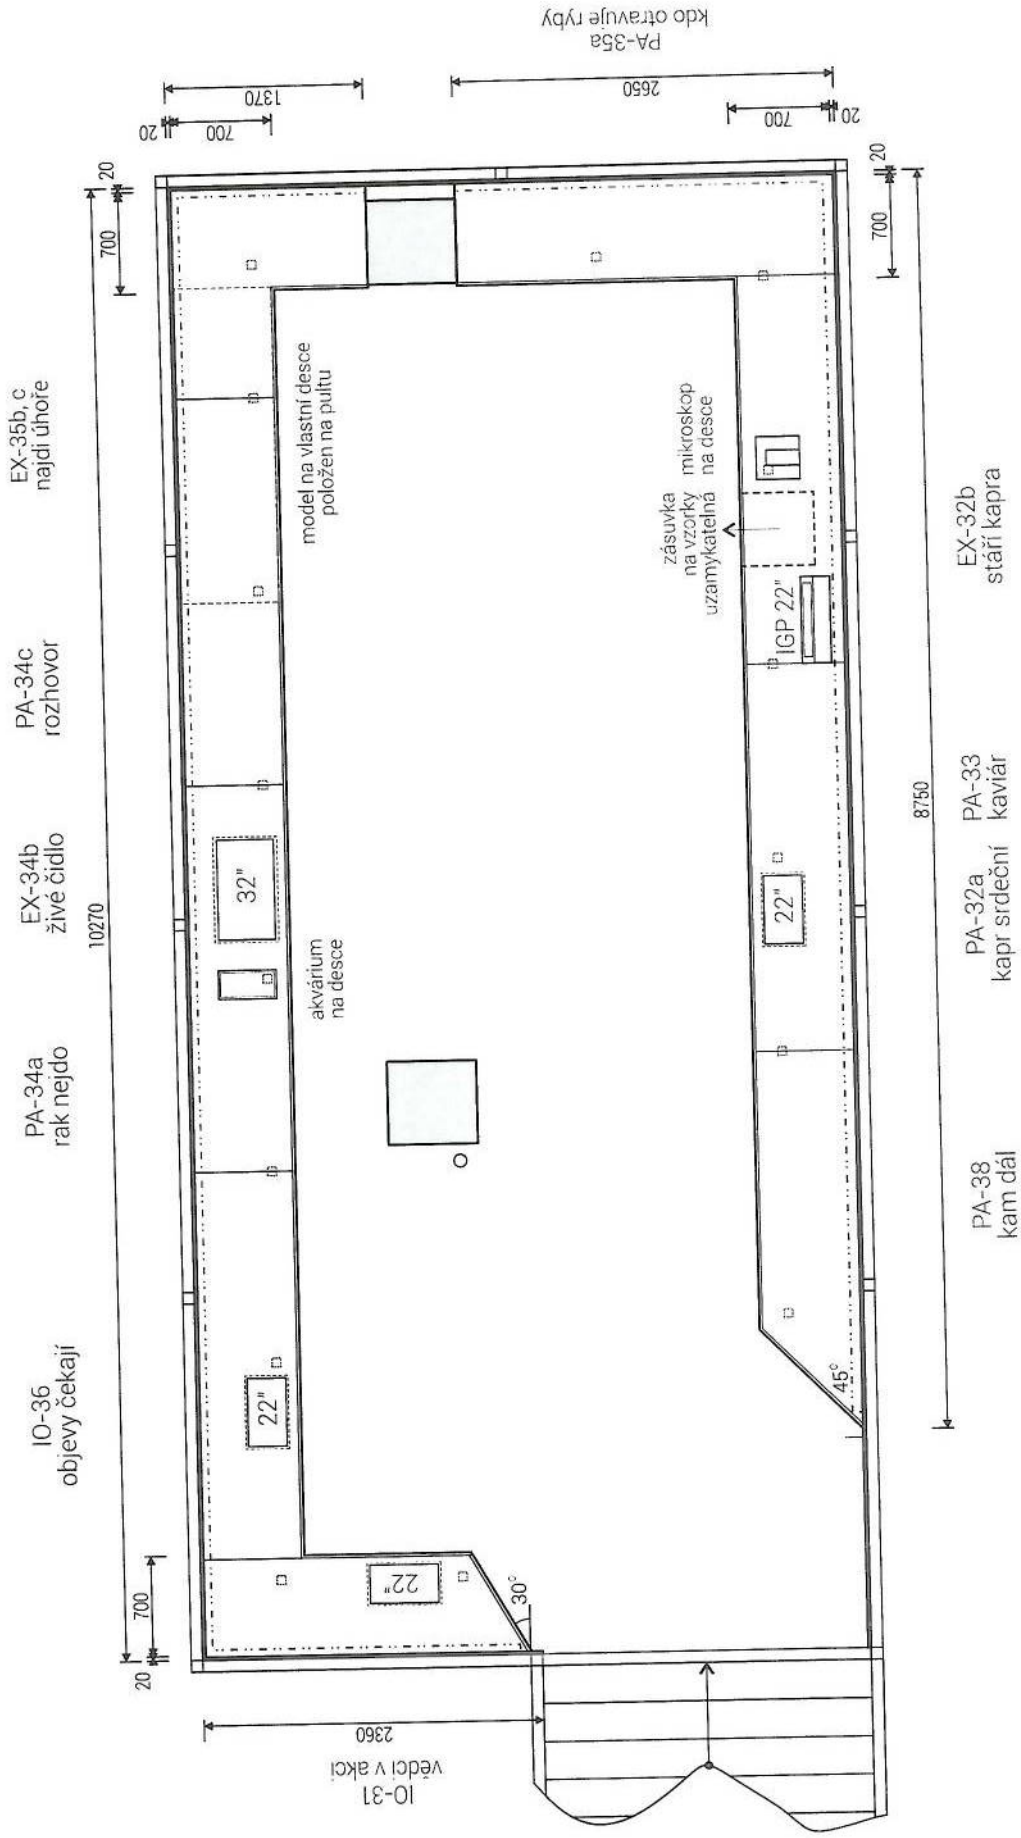 IO-36
objevy čekají
PA-34a
rak nejdo
EX-34b
živé čidlo
PA-34c
rozhovor
EX-35b, c
najdi úhoře
10270
20
700
700
20
20
700
1370
PA-35a
kdo otravuje ryby
2650
700
20
IO-31
vědci v akci
2360
22"
22"
30°
32"
akvárium
na desce
model na vlastní desce
položen na pultu
zásuvka
na vzorky
uzamykatelná
mikroskop
na desce
IGP 22"
22"
45°
20
700
8750
PA-38
kam dál
PA-32a
kapr srdeční
PA-33
kaviár
EX-32b
stáří kapra